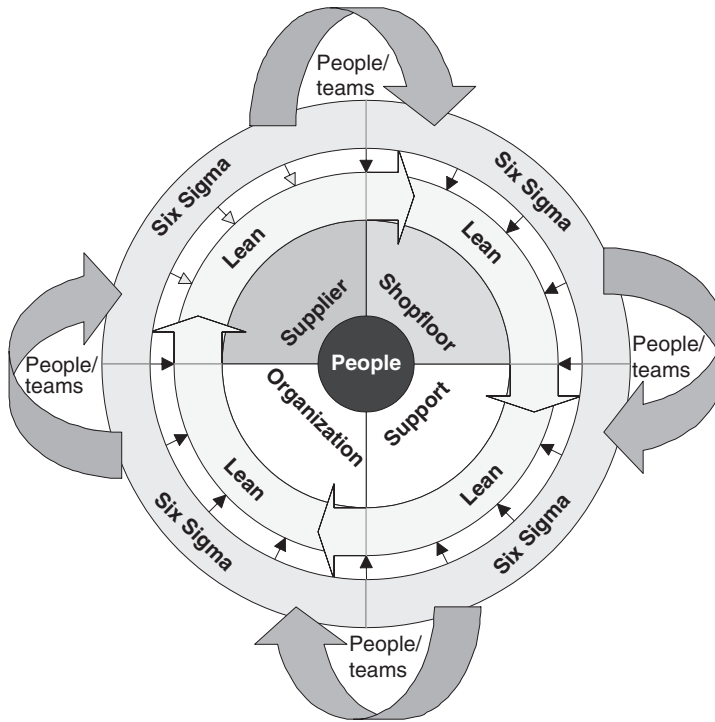 People/
teams
Six Sigma
Six Sigma
Lean
Lean
Supplier
Shopfloor
People/
teams
People
People/
teams
Organization
Support
Lean
Lean
Six Sigma
Six Sigma
People/
teams